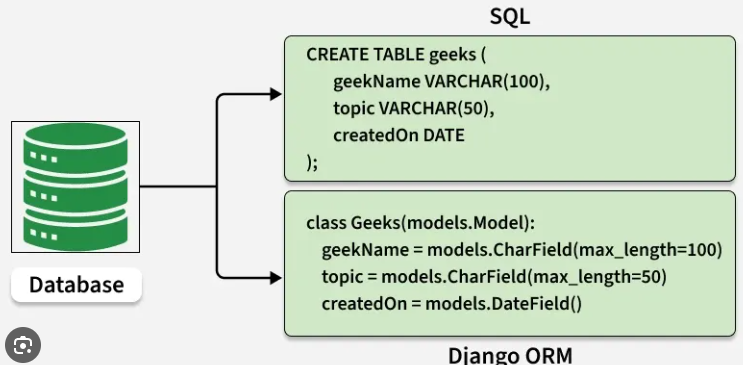 SQL
CREATE TABLE geeks (
geekName VARCHAR(100),
topic VARCHAR(50),
createdOn DATE
);
Database
class Geeks(models.Model):
geekName = models.CharField(max_length=100)
topic = models.CharField(max_length=50)
createdOn = models.DateField()
Django ORM